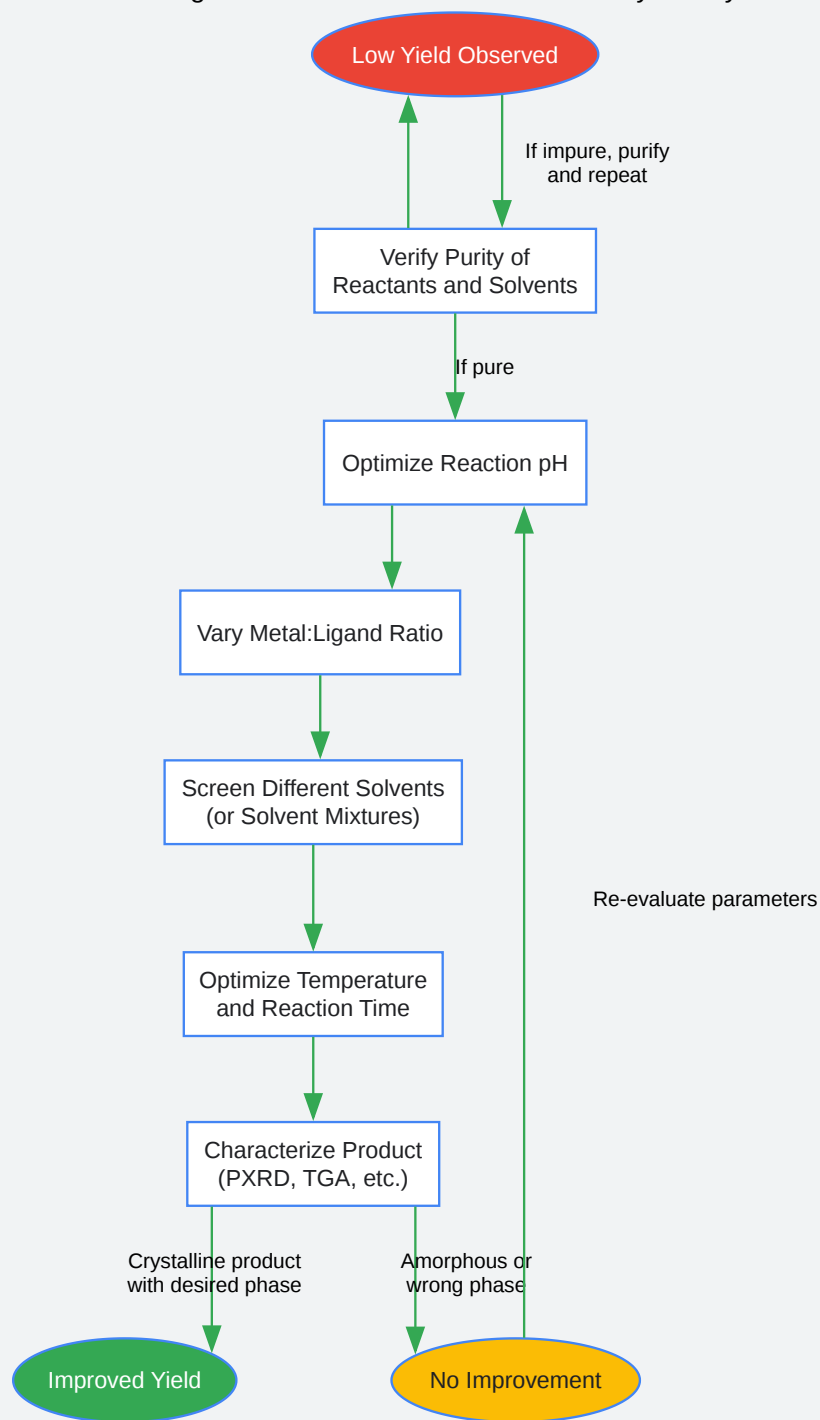 Low Yield Observed
If impure, purify
and repeat
Verify Purity of
Reactants and Solvents
If pure
Optimize Reaction pH
Vary Metal:Ligand Ratio
Screen Different Solvents
(or Solvent Mixtures)
Re-evaluate parameters
Optimize Temperature
and Reaction Time
Characterize Product
(PXRD, TGA, etc.)
Crystalline product
with desired phase
Amorphous or
wrong phase
Improved Yield
No Improvement